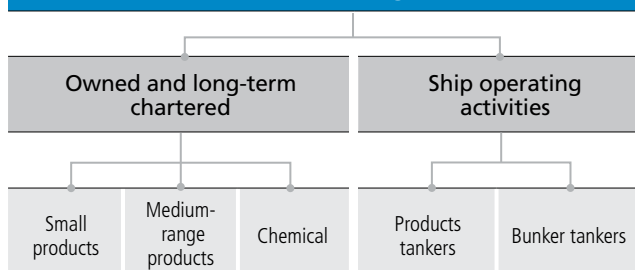 Owned and long-term
chartered
Ship operating
activities
Small
products
Medium-
range
products
Chemical
Products
tankers
Bunker tankers